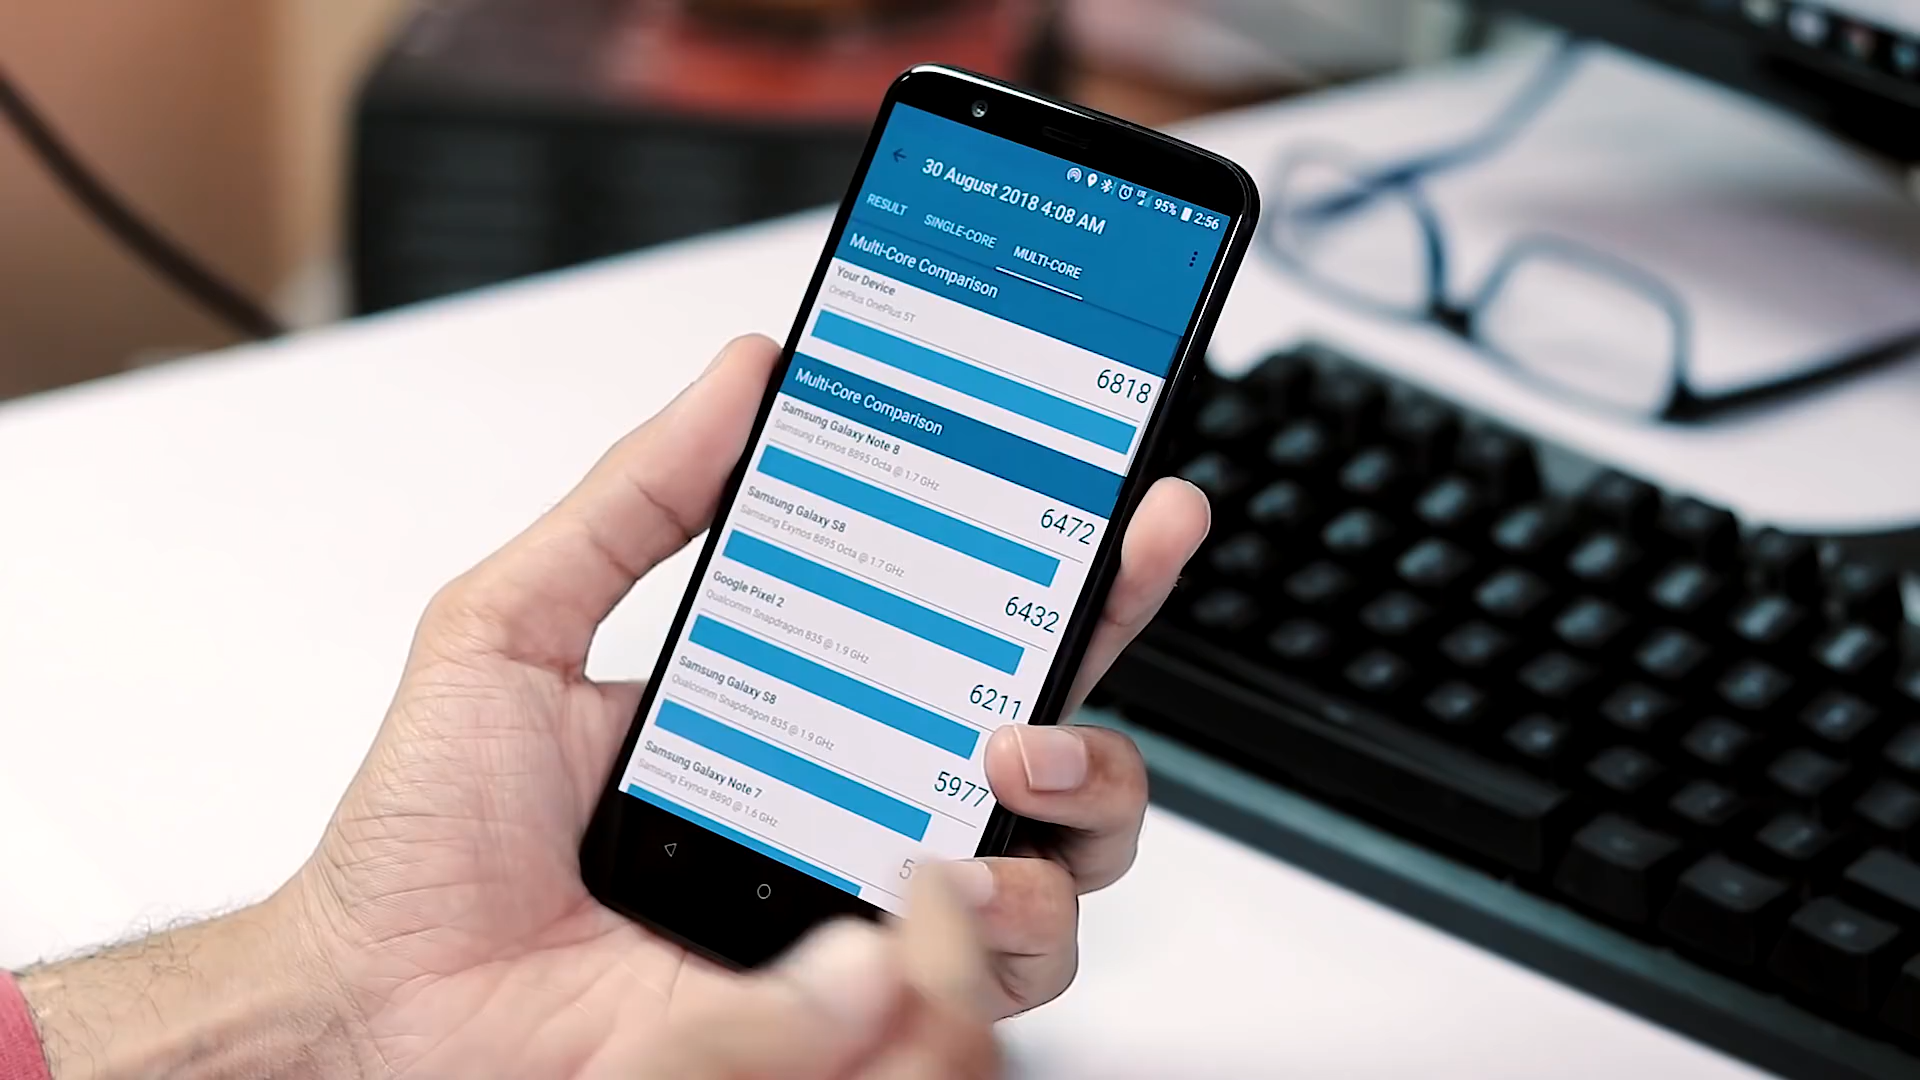 95% 2:56
30 August 2018 4:08 AM
RESULT SINGLE-CORE MULTI-CORE
Multi-Core Comparison
Your Device
OnePlus OnePlus 5T
6818
Multi-Core Comparison
Samsung Galaxy Note 8
Samsung Exynos 8895 Octa @ 1.7 GHz
6472
Samsung Galaxy S8
Samsung Exynos 8895 Octa @ 1.7 GHz
6432
Google Pixel 2
Qualcomm Snapdragon 835 @ 1.9 GHz
6211
Samsung Galaxy S8
Qualcomm Snapdragon 835 @ 1.9 GHz
5977
Samsung Galaxy Note 7
Samsung Exynos 8890 @ 1.6 GHz